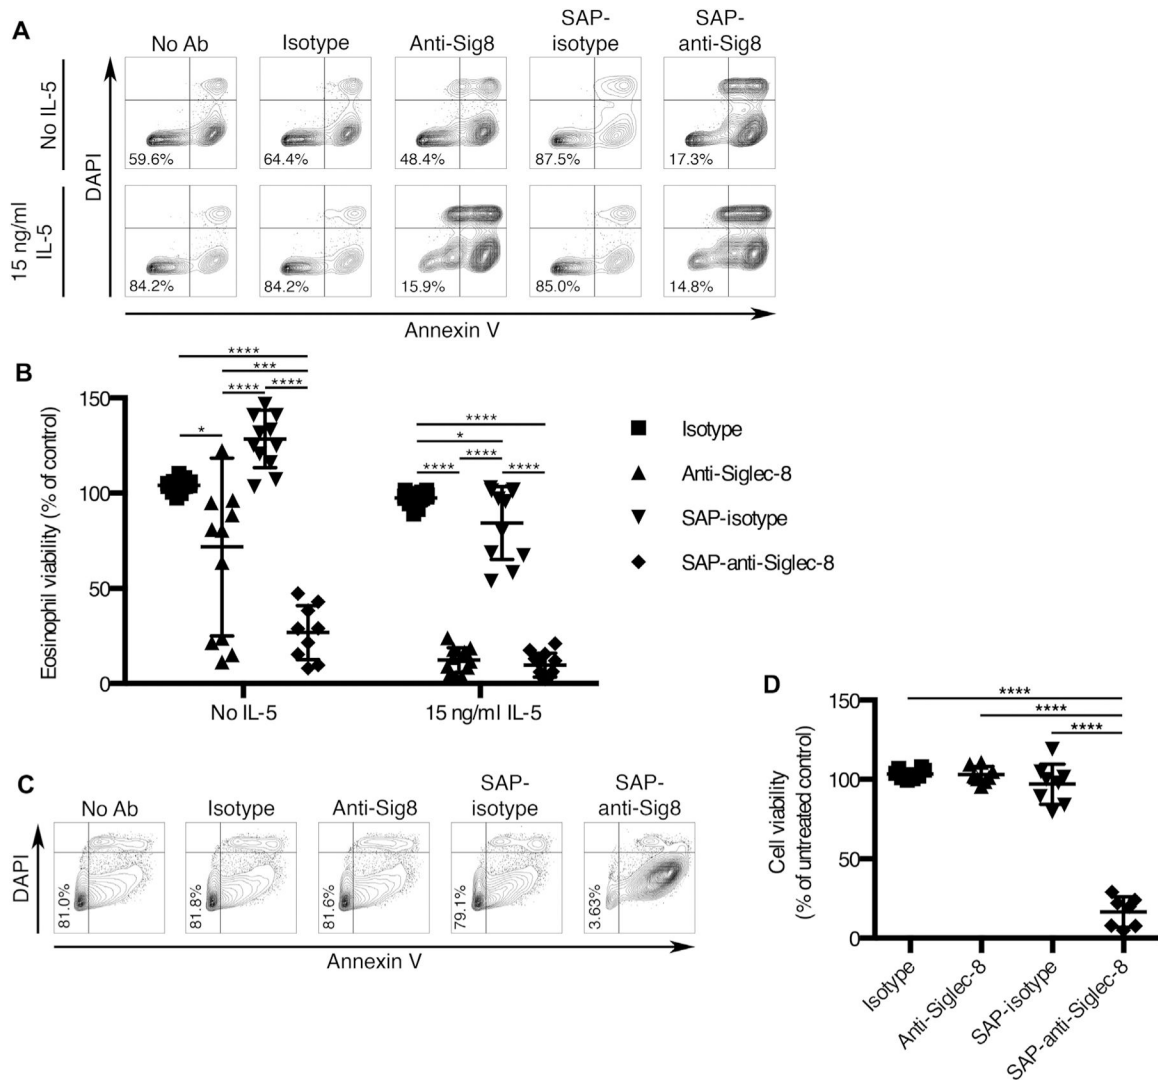 A
No Ab
Isotype
Anti-Sig8
SAP-
isotype
SAP-
anti-Sig8
No IL-5
59.6%
64.4%
48.4%
87.5%
17.3%
DAPI
15 ng/ml
IL-5
84.2%
84.2%
15.9%
85.0%
14.8%
Annexin V
B
Eosinophil viability (% of control)
150
100
50
0
****
***
**** ****
*
****
*
****
**** ****
No IL-5
15 ng/ml IL-5
Isotype
Anti-Siglec-8
SAP-isotype
SAP-anti-Siglec-8
C
No Ab
Isotype
Anti-Sig8
SAP-
isotype
SAP-
anti-Sig8
DAPI
81.0%
81.8%
81.6%
79.1%
3.63%
Annexin V
D
Cell viability
(% of untreated control)
150
100
50
0
****
****
****
Isotype
Anti-Siglec-8
SAP-isotype
SAP-anti-Siglec-8